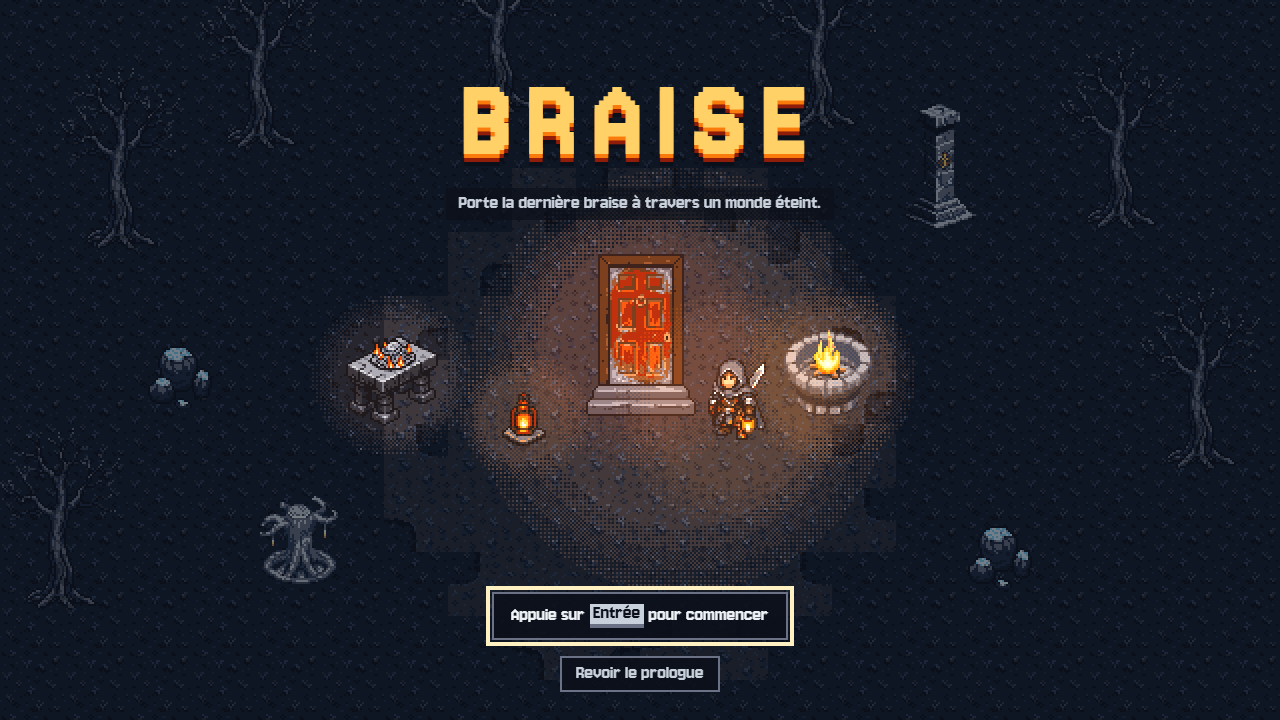 BRAISE
Porte la dernière braise à travers un monde éteint.
Appuie sur Entrée pour commencer
Revoir le prologue